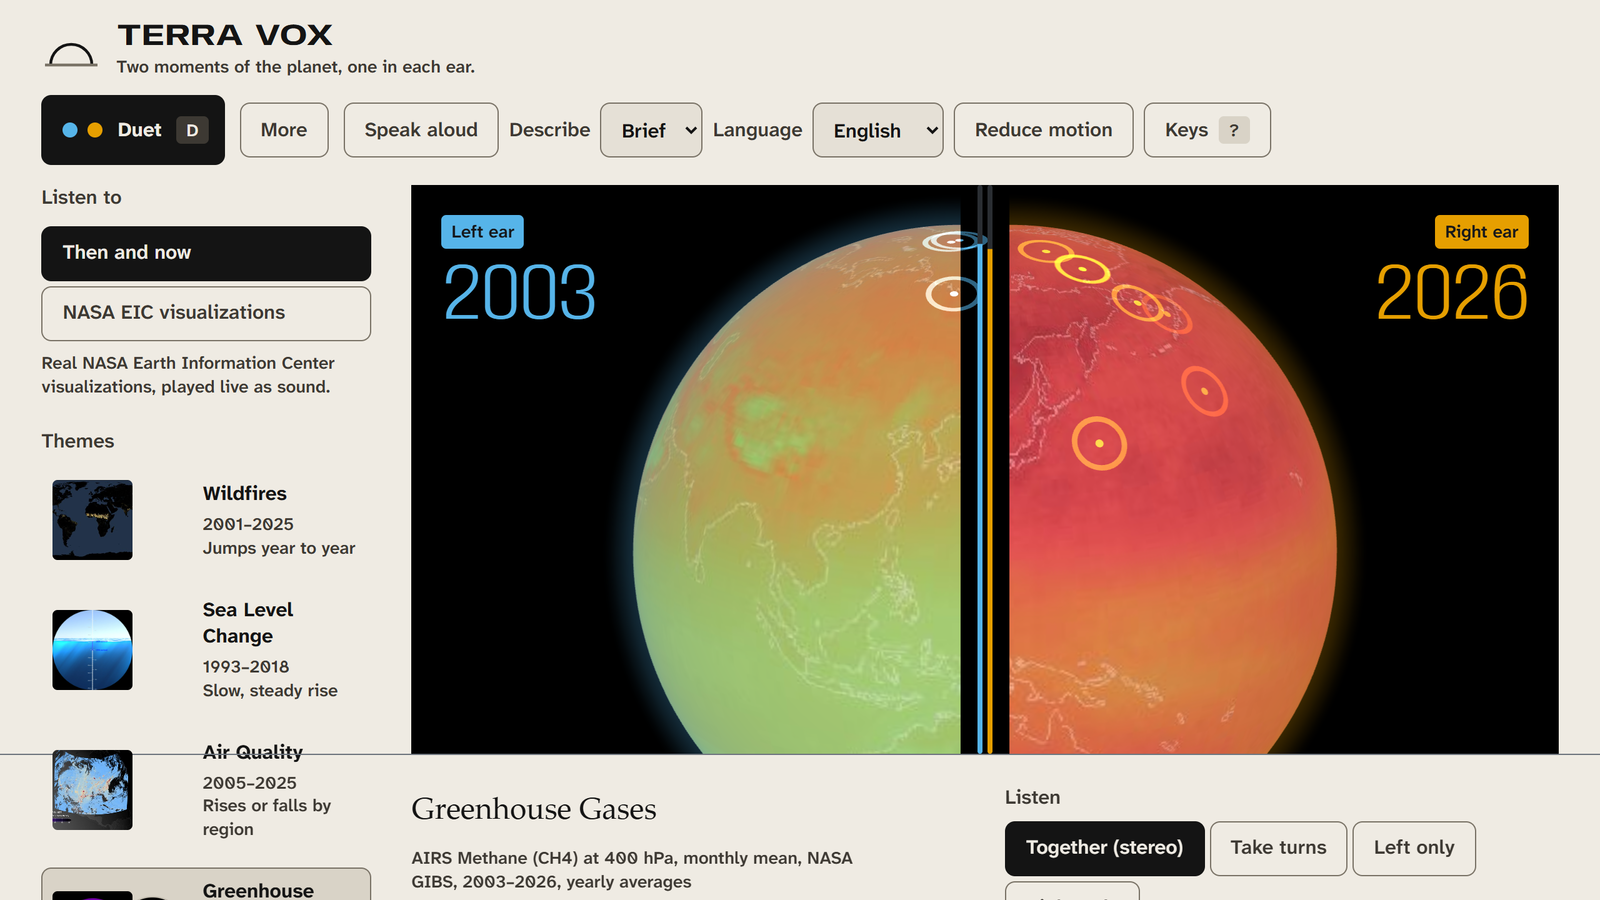 TERRA VOX
Two moments of the planet, one in each ear.
Duet D
More
Speak aloud
Describe
Brief
Language
English
Reduce motion
Keys ?
Listen to
Then and now
NASA EIC visualizations
Real NASA Earth Information Center
visualizations, played live as sound.
Themes
Wildfires
2001–2025
Jumps year to year
Sea Level
Change
1993–2018
Slow, steady rise
Air Quality
2005–2025
Rises or falls by
region
Greenhouse
Left ear
2003
Right ear
2026
Greenhouse Gases
AIRS Methane (CH4) at 400 hPa, monthly mean, NASA
GIBS, 2003–2026, yearly averages
Listen
Together (stereo)
Take turns
Left only